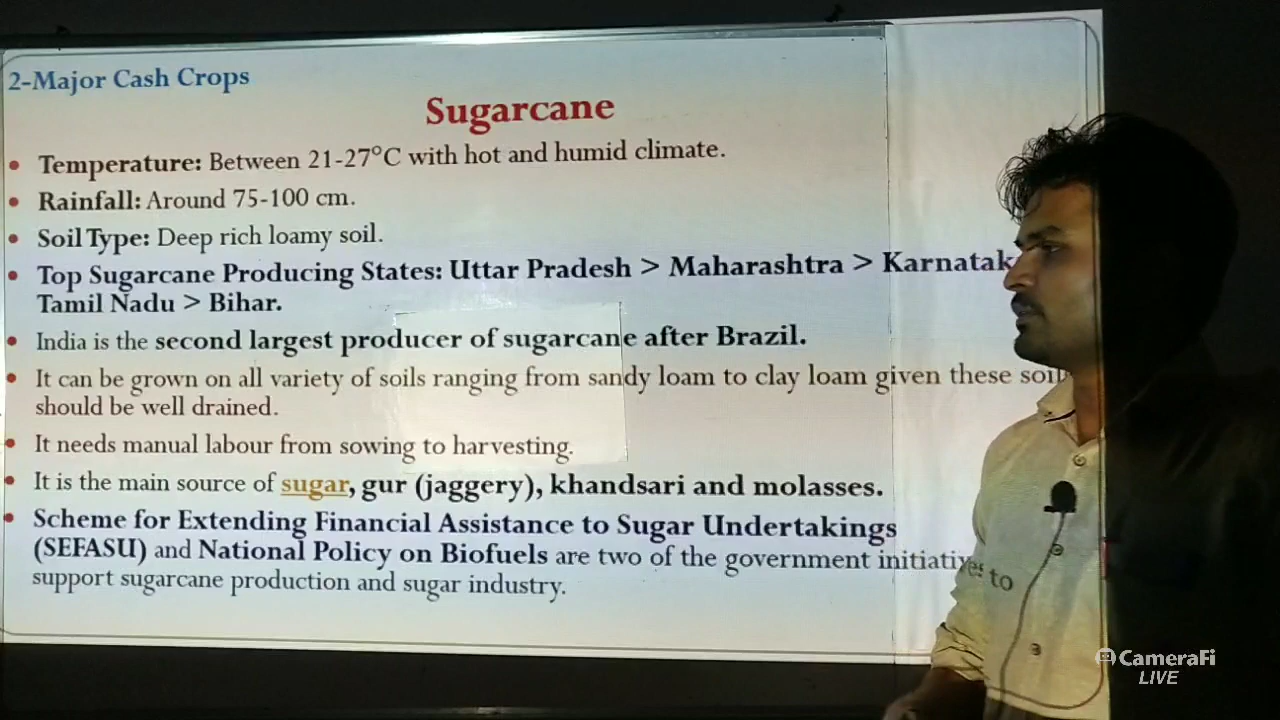 2-Major Cash Crops
Sugarcane
• Temperature: Between 21-27°C with hot and humid climate.
• Rainfall: Around 75-100 cm.
• Soil Type: Deep rich loamy soil.
• Top Sugarcane Producing States: Uttar Pradesh > Maharashtra > Karnatak
Tamil Nadu > Bihar.
• India is the second largest producer of sugarcane after Brazil.
• It can be grown on all variety of soils ranging from sandy loam to clay loam given these soil
should be well drained.
• It needs manual labour from sowing to harvesting.
• It is the main source of sugar, gur (jaggery), khandsari and molasses.
• Scheme for Extending Financial Assistance to Sugar Undertakings
(SEFASU) and National Policy on Biofuels are two of the government initiatives to
support sugarcane production and sugar industry.
CameraFi
LIVE